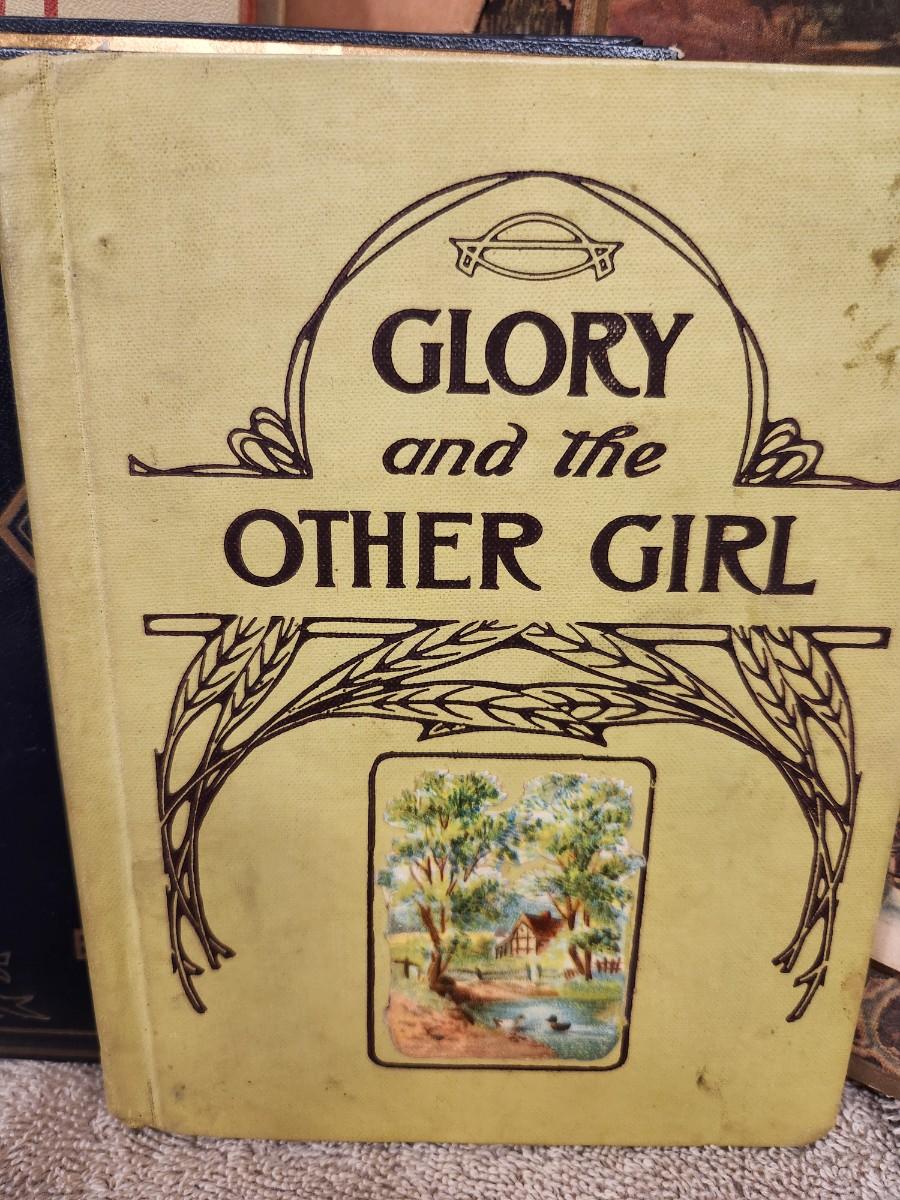 GLORY
and the
OTHER GIRL